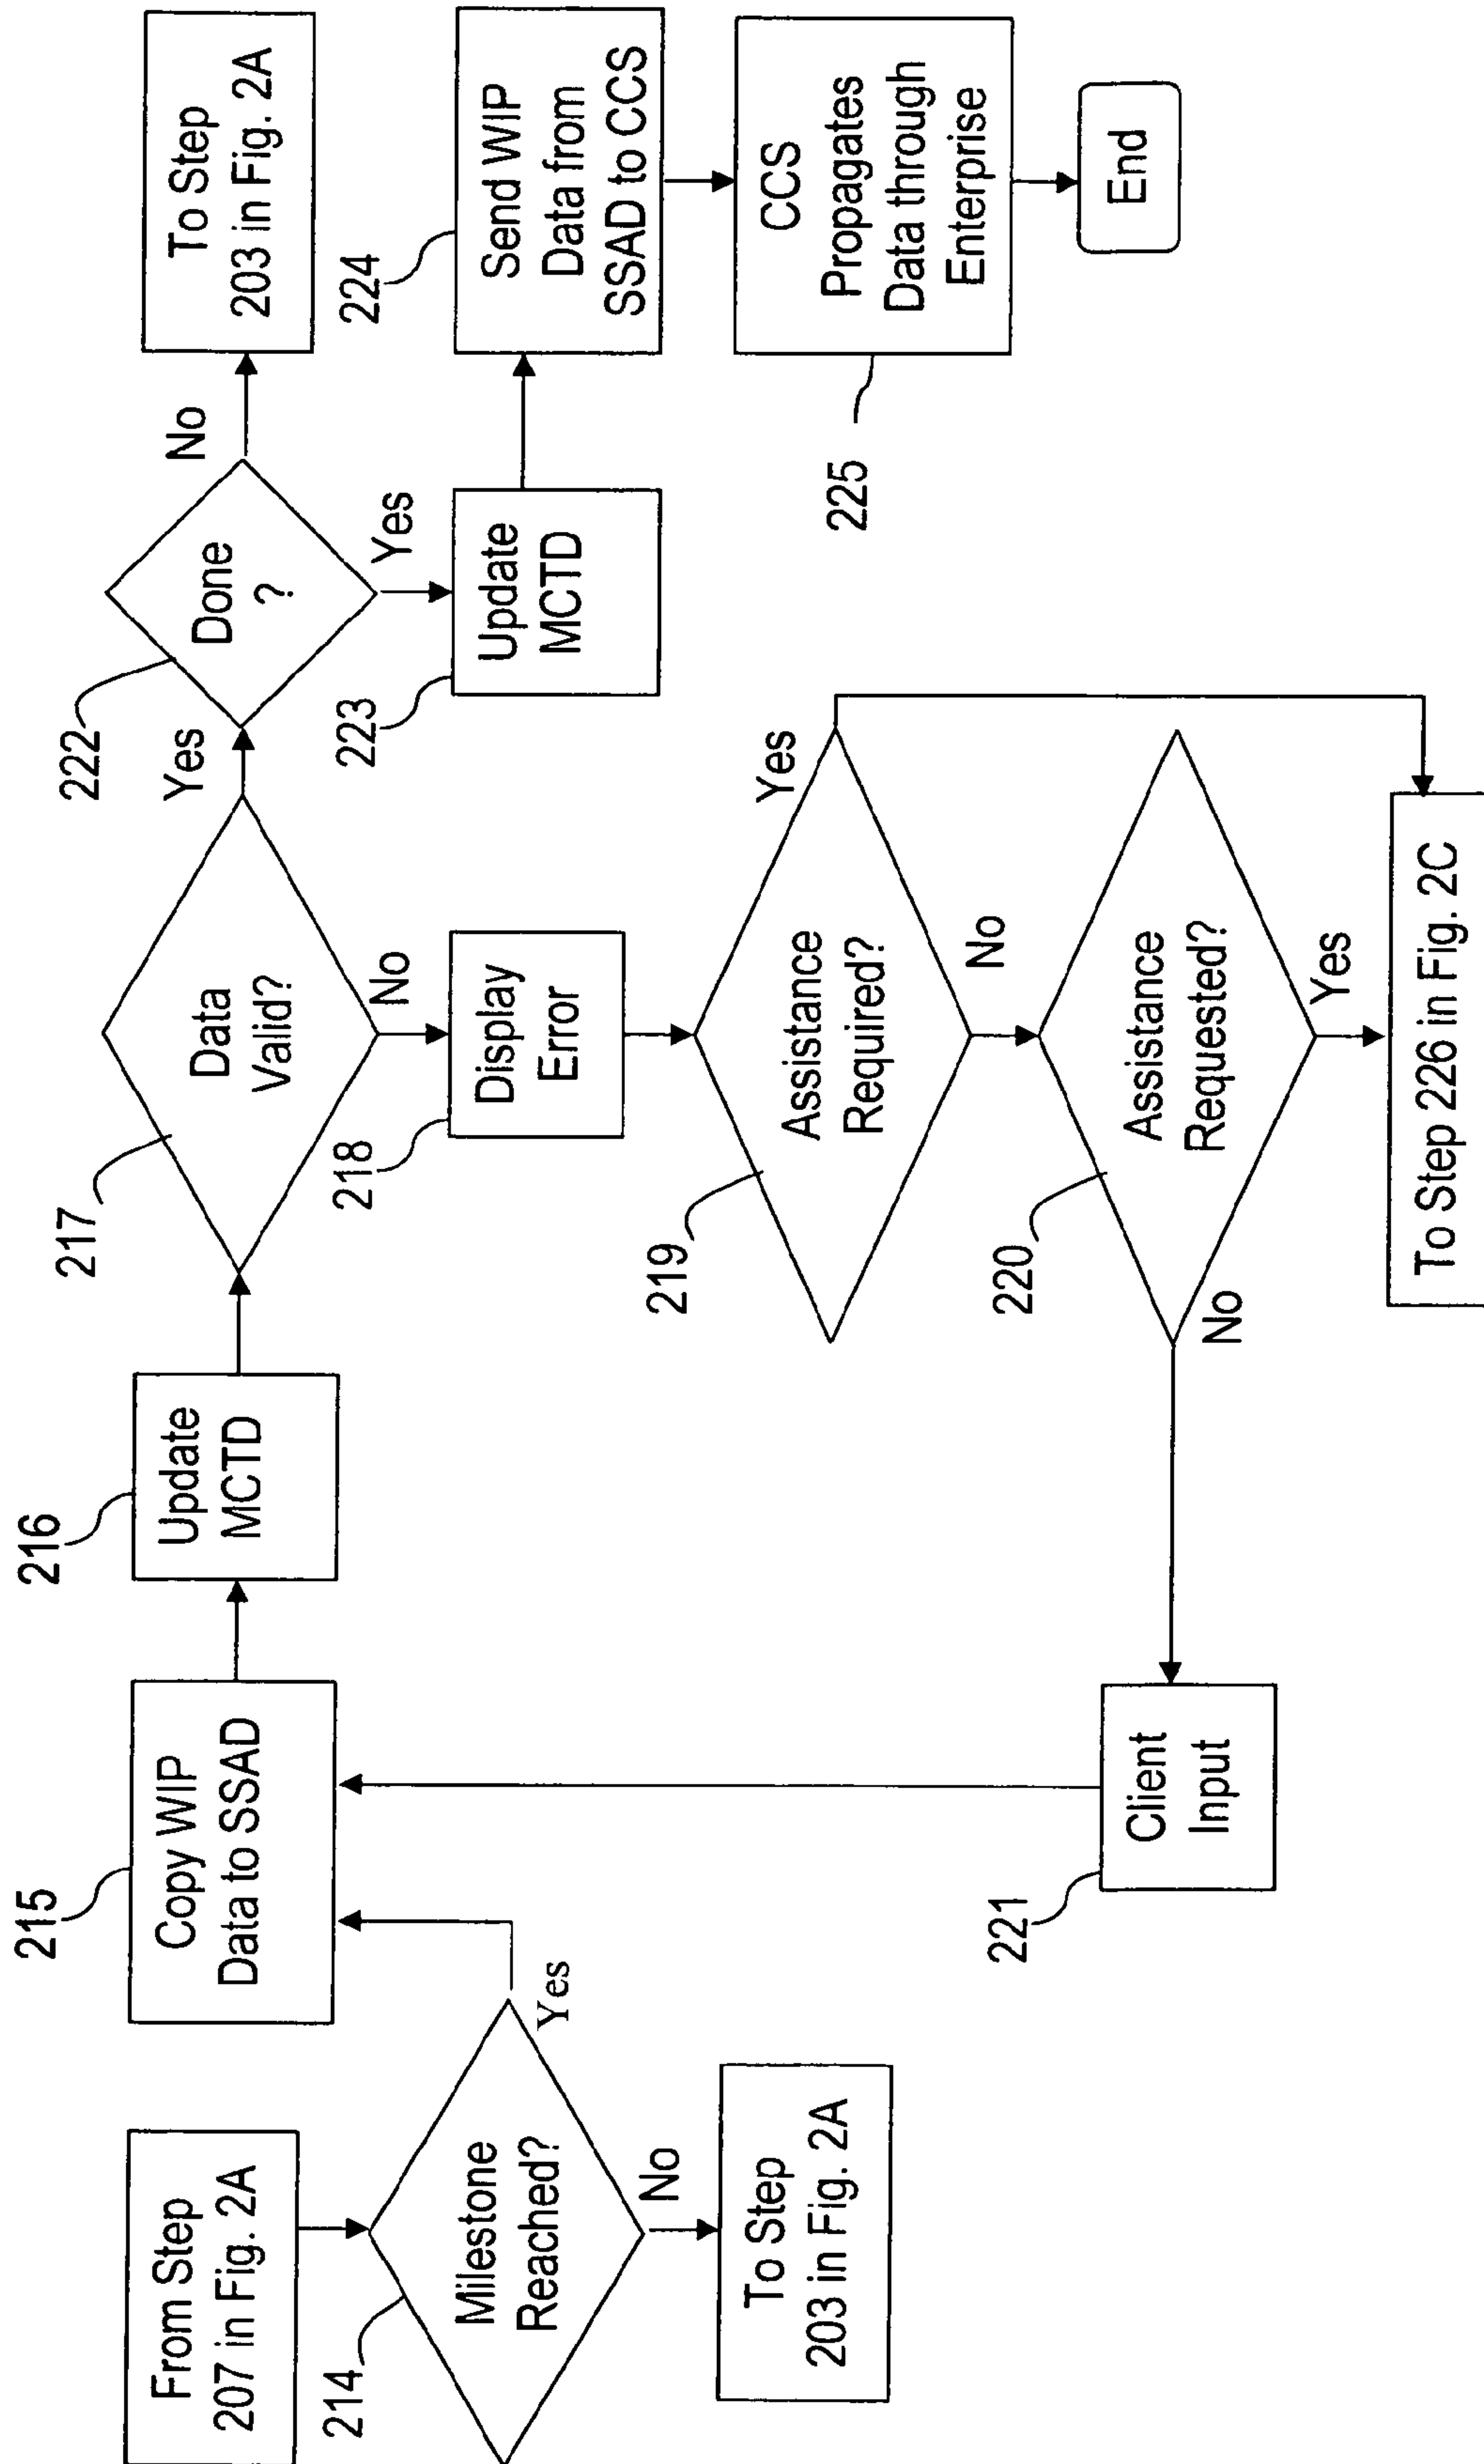 From Step
207 in Fig. 2A
214
Milestone
Reached?
Yes
No
To Step
203 in Fig. 2A
215
Copy WIP
Data to SSAD
216
Update
MCTD
217
Data
Valid?
Yes
No
218
Display
Error
219
Assistance
Required?
Yes
No
220
Assistance
Requested?
No
Yes
221
Client
Input
To Step 226 in Fig. 2C
222
Done
?
No
To Step
203 in Fig. 2A
Yes
223
Update
MCTD
224
Send WIP
Data from
SSAD to CCS
225
CCS
Propagates
Data through
Enterprise
End